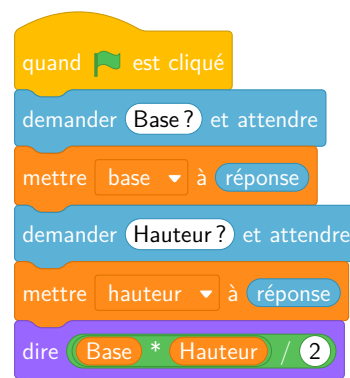 quand est cliqué
demander Base ? et attendre
mettre base à réponse
demander Hauteur ? et attendre
mettre hauteur à réponse
dire Base * Hauteur / 2